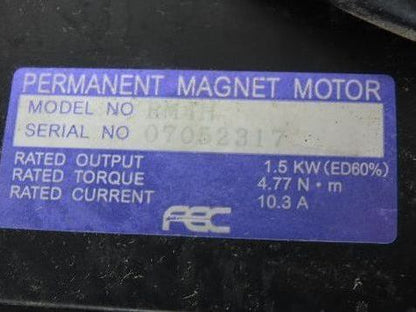 PERMANENT MAGNET MOTOR
MODEL NO
SERIAL NO 07052317
RATED OUTPUT 1.5 KW (ED60%)
RATED TORQUE 4.77 N・m
RATED CURRENT 10.3 A
FEC